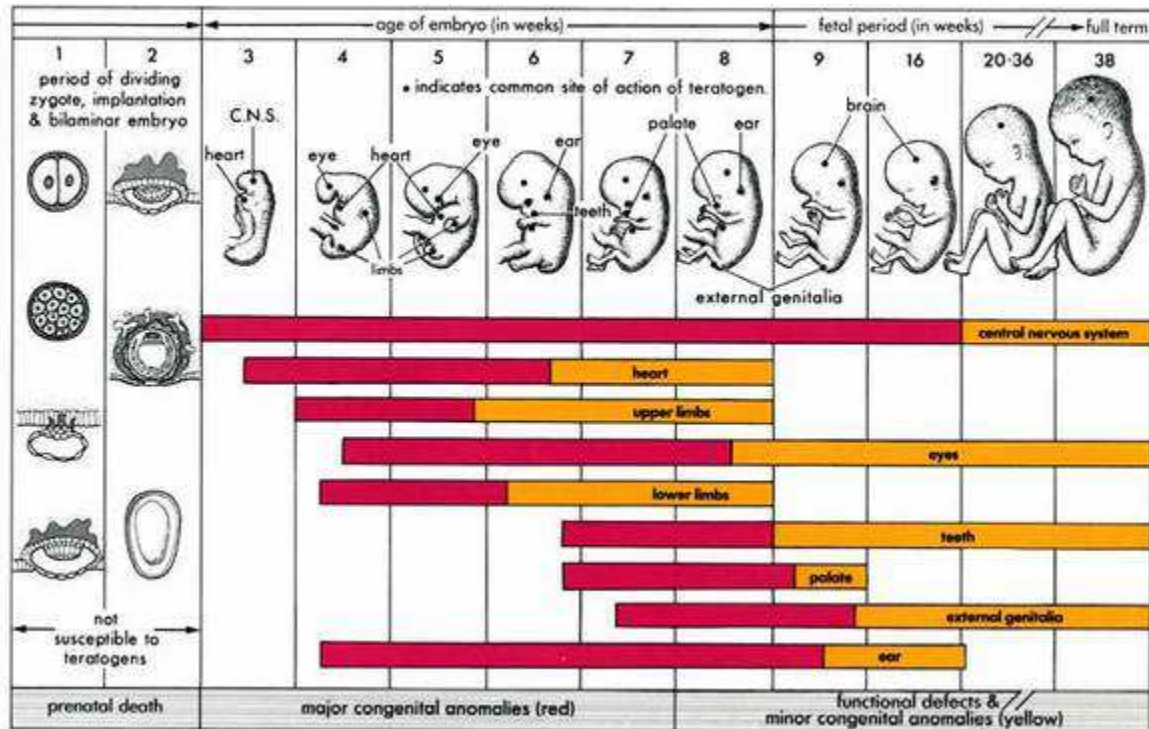 age of embryo (in weeks)
fetal period (in weeks)
full term
1
2
3
4
5
6
7
8
9
16
20-36
38
period of dividing
zygote, implantation
& bilaminar embryo
• indicates common site of action of teratogen.
C.N.S.
heart
eye
heart
eye
ear
palate
ear
brain
teeth
limbs
external genitalia
central nervous system
heart
upper limbs
eyes
lower limbs
teeth
palate
external genitalia
ear
not
susceptible to
teratogens
prenatal death
major congenital anomalies (red)
functional defects &
minor congenital anomalies (yellow)